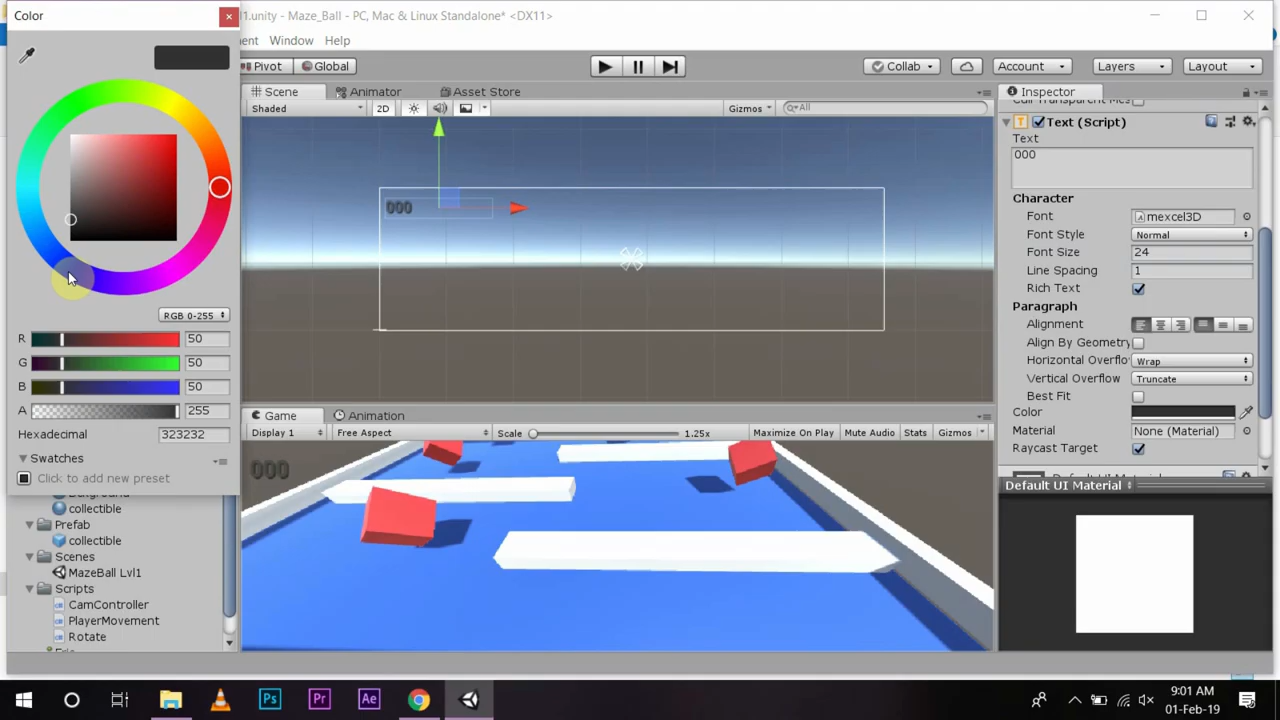 Color
l1.unity - Maze_Ball - PC, Mac & Linux Standalone* <DX11>
ent Window Help
Pivot Global
Collab Account Layers Layout
Scene Animator Asset Store
Shaded 2D Gizmos All
000
RGB 0-255
R 50
G 50
B 50
A 255
Hexadecimal 323232
Swatches
Click to add new preset
Game Animation
Display 1 Free Aspect Scale 1.25x Maximize On Play Mute Audio Stats Gizmos
000
collectible
Prefab
collectible
Scenes
MazeBall Lvl1
Scripts
CamController
PlayerMovement
Rotate
Inspector
Text (Script)
Text
000
Character
Font mexcel3D
Font Style Normal
Font Size 24
Line Spacing 1
Rich Text
Paragraph
Alignment
Align By Geometry
Horizontal Overflo Wrap
Vertical Overflow Truncate
Best Fit
Color
Material None (Material)
Raycast Target
Default UI Material
Ps Pr Ae
9:01 AM
01-Feb-19